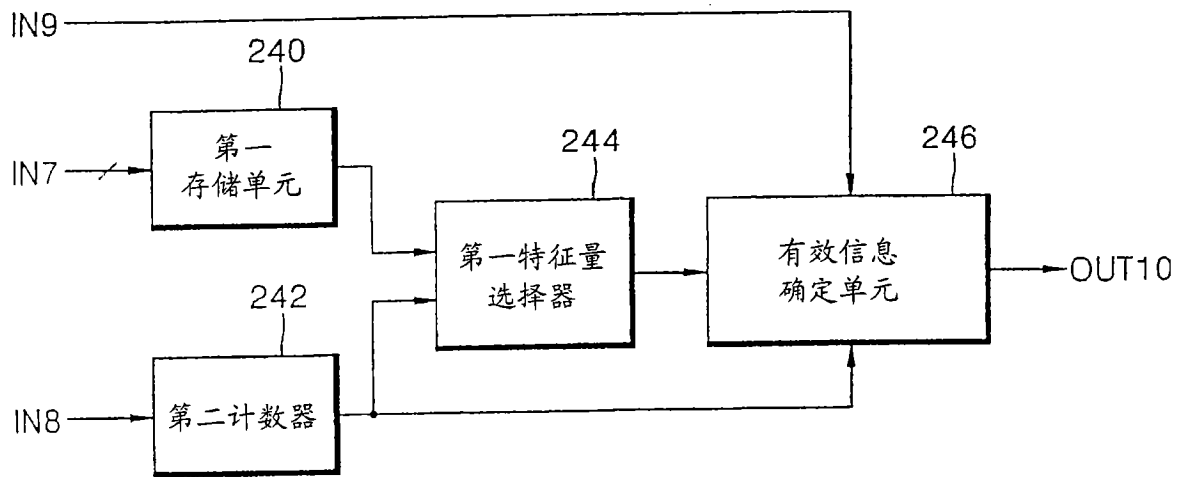 IN9
240
第一
存储单元
IN7
244
第一特征量
选择器
246
有效信息
确定单元
OUT10
242
第二计数器
IN8